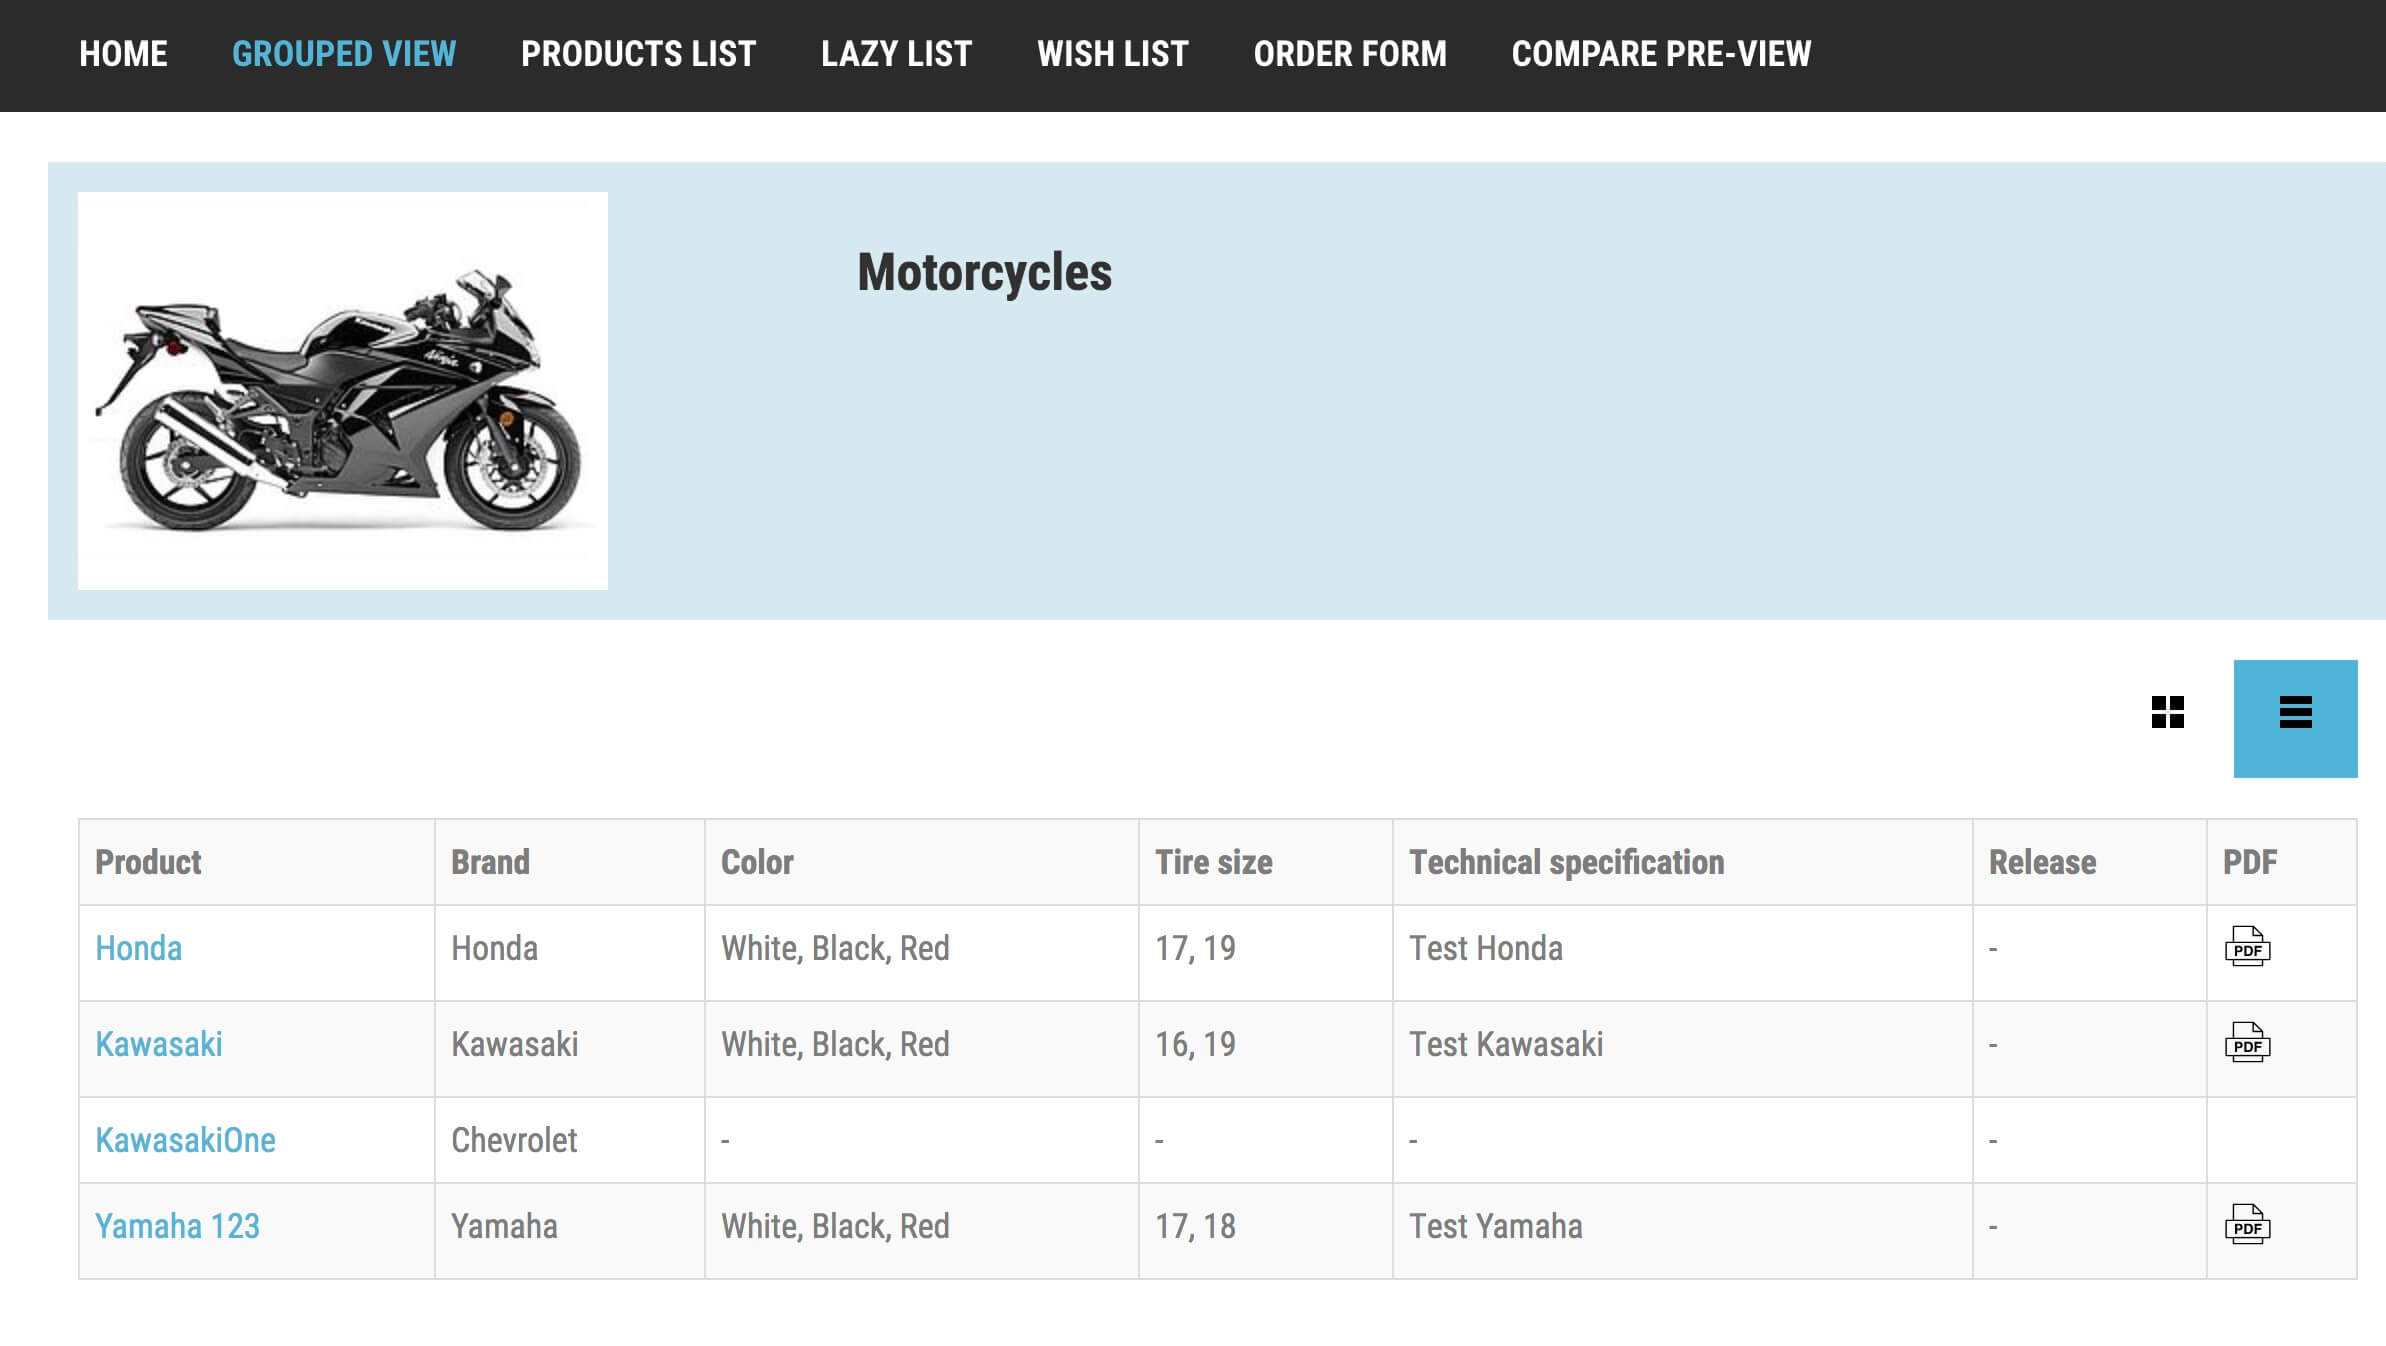 HOME GROUPED VIEW PRODUCTS LIST LAZY LIST WISH LIST ORDER FORM COMPARE PRE-VIEW
Motorcycles
Kawasaki
Ninja
Product Brand Color Tire size Technical specification Release PDF
Honda Honda White, Black, Red 17, 19 Test Honda - PDF
Kawasaki Kawasaki White, Black, Red 16, 19 Test Kawasaki - PDF
KawasakiOne Chevrolet - - - -
Yamaha 123 Yamaha White, Black, Red 17, 18 Test Yamaha - PDF